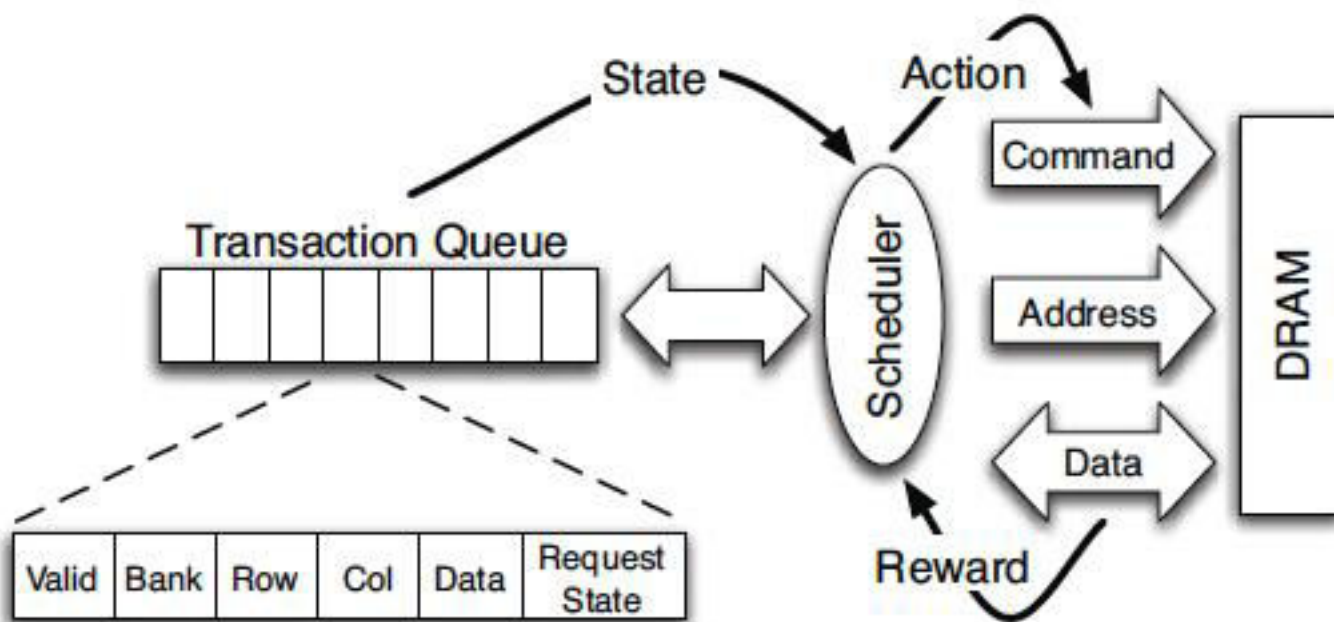 State
Action
Command
Transaction Queue
Scheduler
Address
DRAM
Data
Valid
Bank
Row
Col
Data
Request
State
Reward